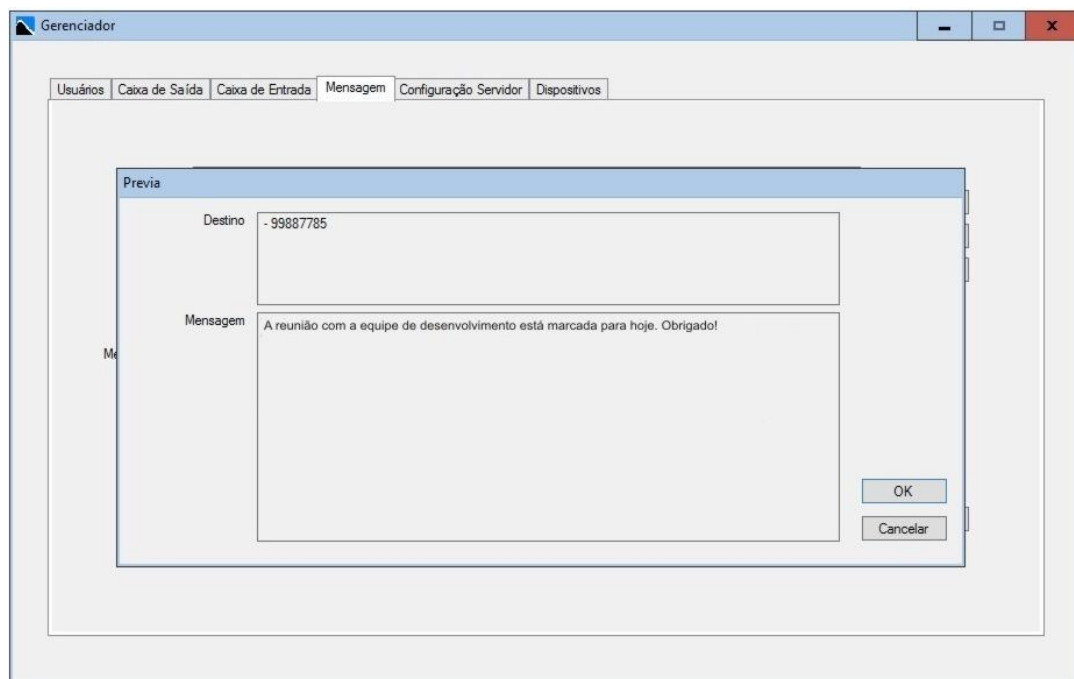 Gerenciador
Usuários Caixa de Saída Caixa de Entrada Mensagem Configuração Servidor Dispositivos
Previa
Destino - 99887785
Mensagem A reunião com a equipe de desenvolvimento está marcada para hoje. Obrigado!
Me
OK
Cancelar